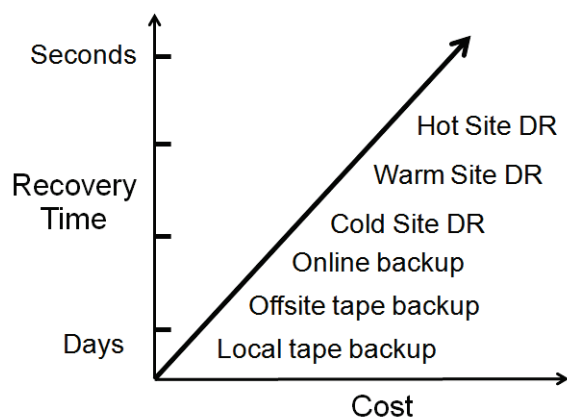 Seconds
Hot Site DR
Warm Site DR
Recovery
Time
Cold Site DR
Online backup
Offsite tape backup
Days
Local tape backup
Cost